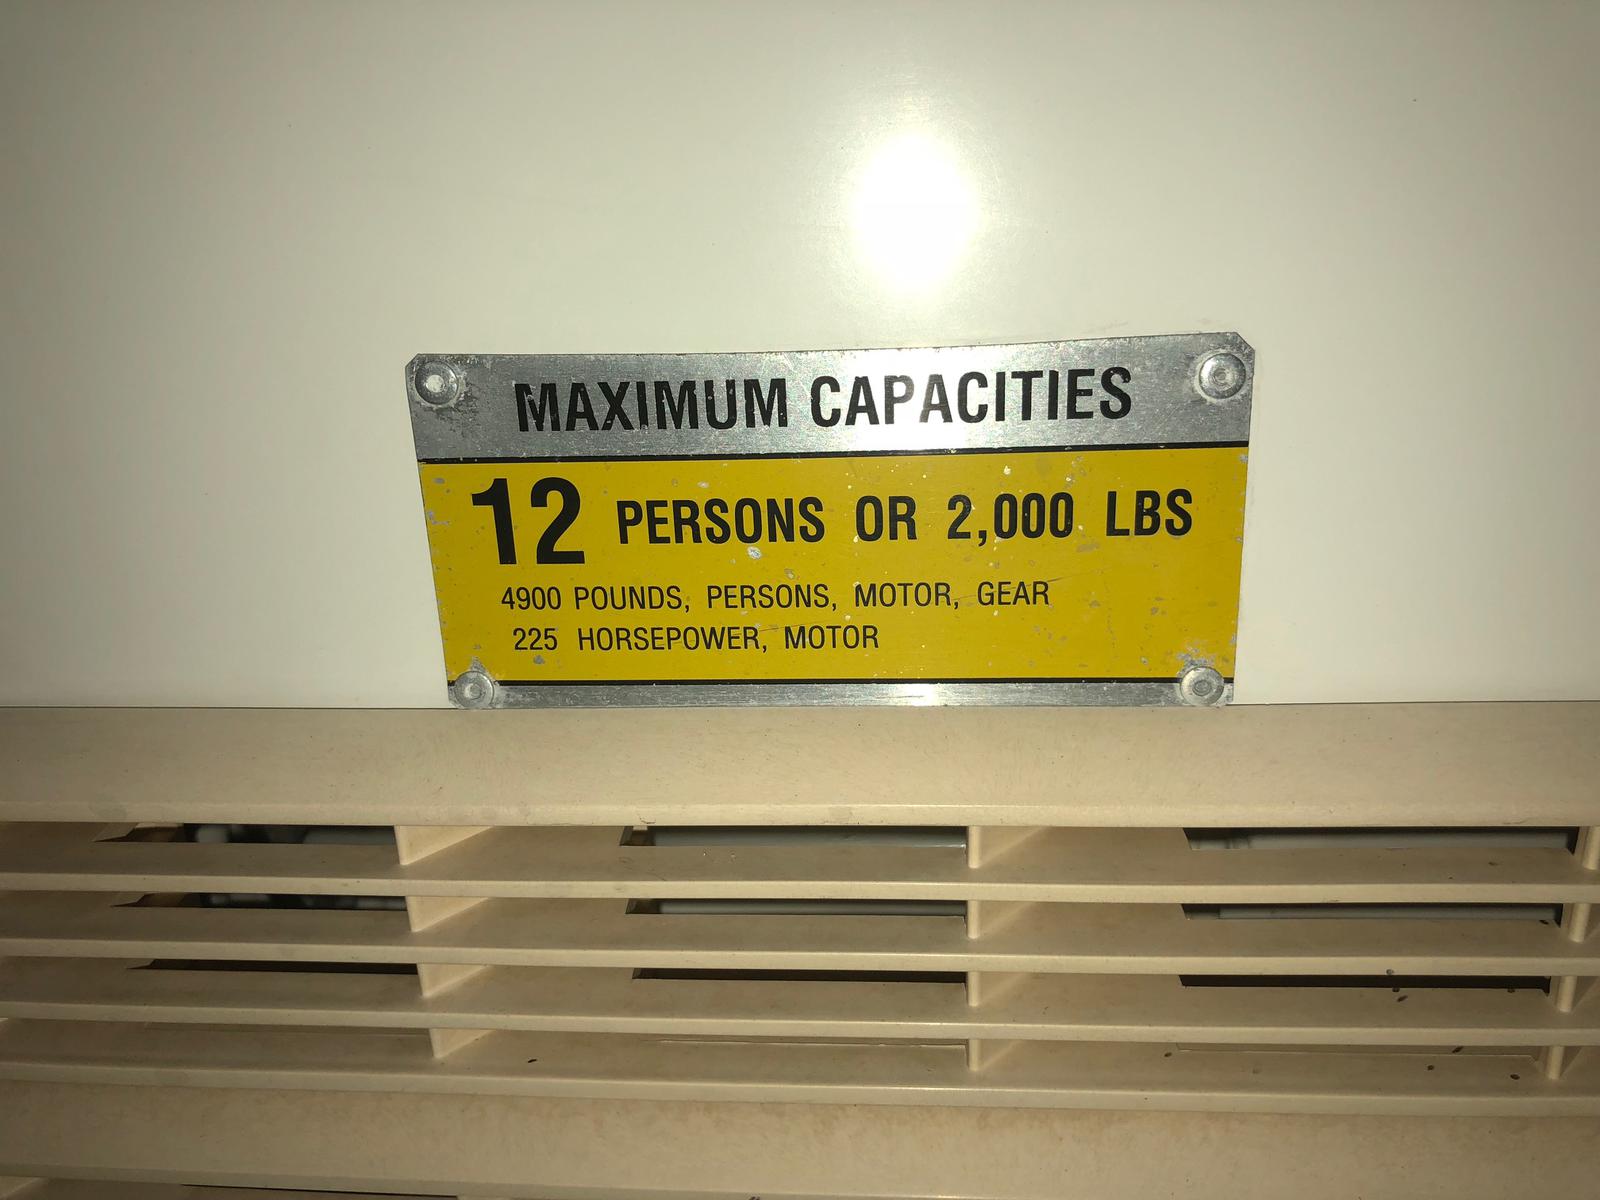 MAXIMUM CAPACITIES
12 PERSONS OR 2,000 LBS
4900 POUNDS, PERSONS, MOTOR, GEAR
225 HORSEPOWER, MOTOR